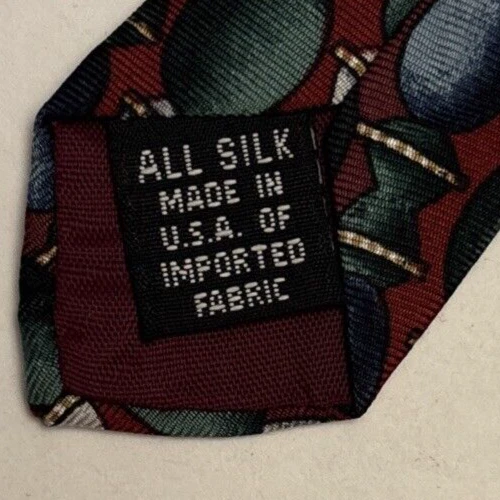 ALL SILK
MADE IN
U.S.A. OF
IMPORTED
FABRIC